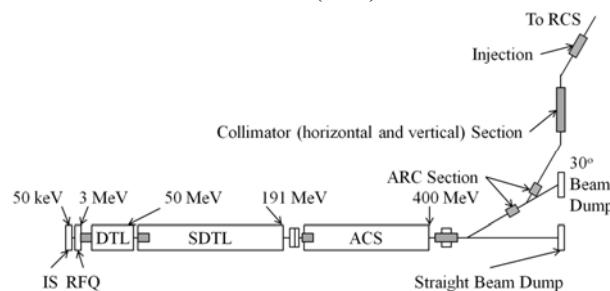 To RCS
Injection
Collimator (horizontal and vertical) Section
ARC Section
30° Beam Dump
50 keV 3 MeV 50 MeV 191 MeV 400 MeV
DTL SDTL ACS
IS RFQ
Straight Beam Dump